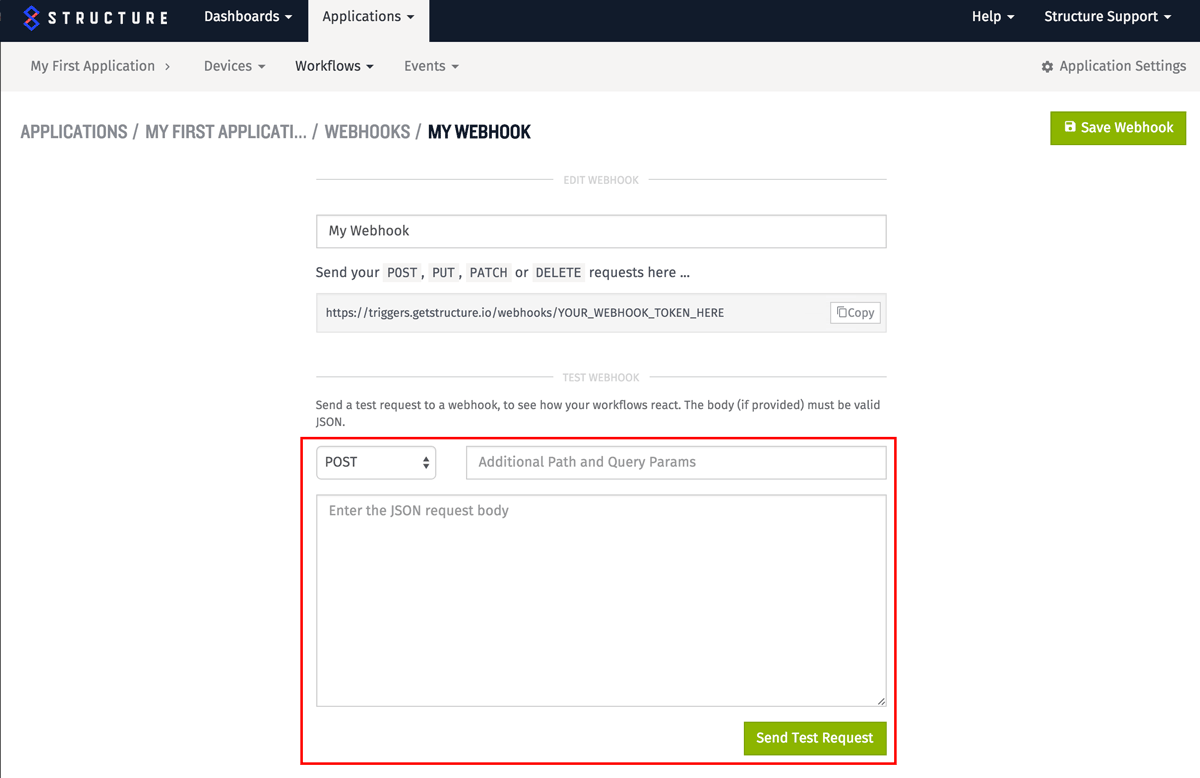 STRUCTURE Dashboards Applications Help Structure Support
My First Application > Devices Workflows Events Application Settings
APPLICATIONS / MY FIRST APPLICATI... / WEBHOOKS / MY WEBHOOK Save Webhook
EDIT WEBHOOK
My Webhook
Send your POST, PUT, PATCH or DELETE requests here ...
https://triggers.getstructure.io/webhooks/YOUR_WEBHOOK_TOKEN_HERE Copy
TEST WEBHOOK
Send a test request to a webhook, to see how your workflows react. The body (if provided) must be valid
JSON.
POST Additional Path and Query Params
Enter the JSON request body
Send Test Request